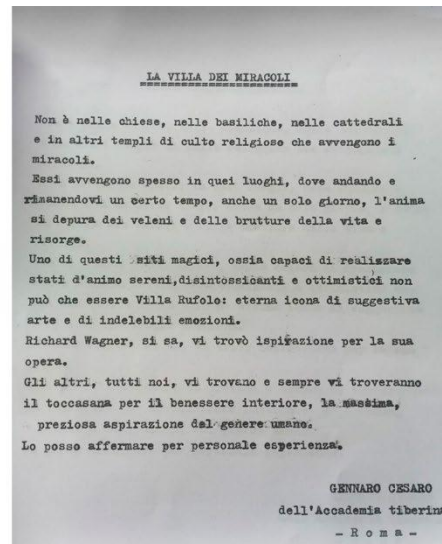 LA VILLA DEI MIRACOLI
Non è nelle chiese, nelle basiliche, nelle cattedrali
e in altri templi di culto religioso che avvengono i
miracoli.
Essi avvengono spesso in quei luoghi, dove andando e
rimanendovi un certo tempo, anche un solo giorno, l'anima
si depura dei veleni e delle brutture della vita e
risorge.
Uno di questi siti magici, ossia capaci di realizzare
stati d'animo sereni,disintossicanti e ottimistici non
può che essere Villa Rufolo: eterna icona di suggestiva
arte e di indelebili emozioni.
Richard Wagner, si sa, vi trovò ispirazione per la sua
opera.
Gli altri, tutti noi, vi trovano e sempre vi troveranno
il toccasana per il benessere interiore, la massima,
preziosa aspirazione del genere umano.
Lo posso affermare per personale esperienza.
GENNARO CESARO
dell'Accademia tiberina
- R o m a -